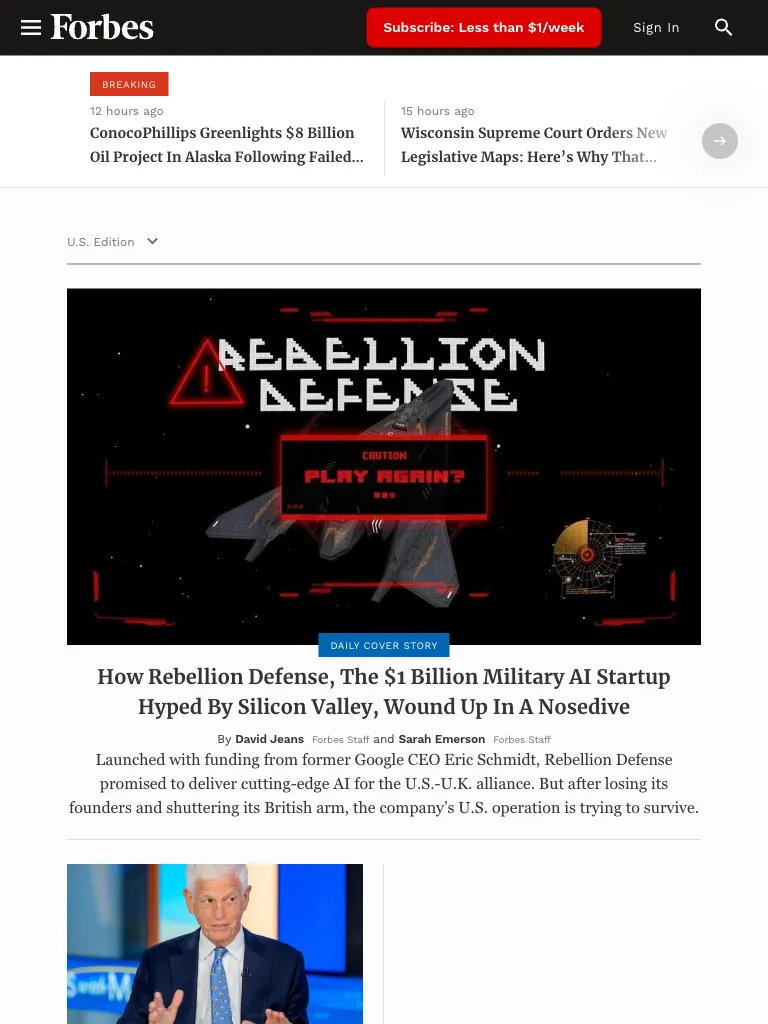 Forbes
Subscribe: Less than $1/week
Sign In
BREAKING
12 hours ago
ConocoPhillips Greenlights $8 Billion
Oil Project In Alaska Following Failed...
15 hours ago
Wisconsin Supreme Court Orders New
Legislative Maps: Here’s Why That...
U.S. Edition
REBELLION
DEFENSE
CAUTION
PLAY AGAIN?
DAILY COVER STORY
How Rebellion Defense, The $1 Billion Military AI Startup
Hyped By Silicon Valley, Wound Up In A Nosedive
By David Jeans Forbes Staff and Sarah Emerson Forbes Staff
Launched with funding from former Google CEO Eric Schmidt, Rebellion Defense
promised to deliver cutting-edge AI for the U.S.-U.K. alliance. But after losing its
founders and shuttering its British arm, the company’s U.S. operation is trying to survive.